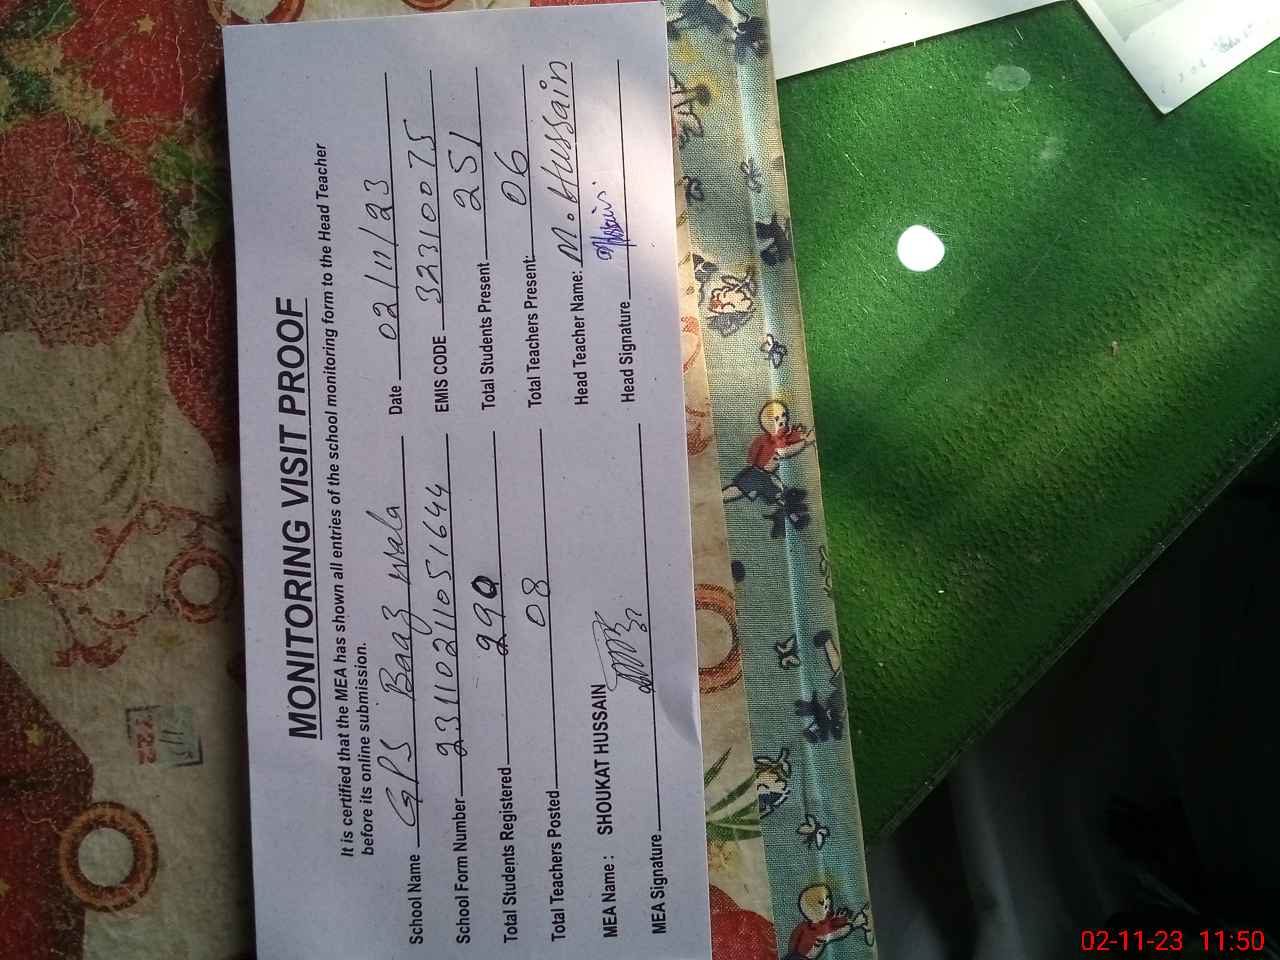 MONITORING VISIT PROOF
It is certified that the MEA has shown all entries of the school monitoring form to the Head Teacher
before its online submission.
School Name GPS Baaz wala Date 02/11/23
School Form Number 23110211051644 EMIS CODE 32310075
Total Students Registered 290 Total Students Present 251
Total Teachers Posted 08 Total Teachers Present: 06
MEA Name : SHOUKAT HUSSAIN Head Teacher Name: M. Hussain
MEA Signature Head Signature
02-11-23 11:50